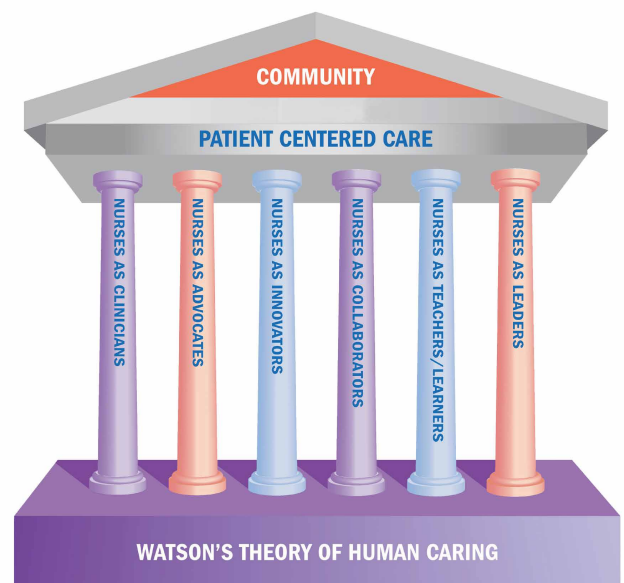 COMMUNITY
PATIENT CENTERED CARE
NURSES AS CLINICIANS
NURSES AS ADVOCATES
NURSES AS INNOVATORS
NURSES AS COLLABORATORS
NURSES AS TEACHERS/LEARNERS
NURSES AS LEADERS
WATSON'S THEORY OF HUMAN CARING